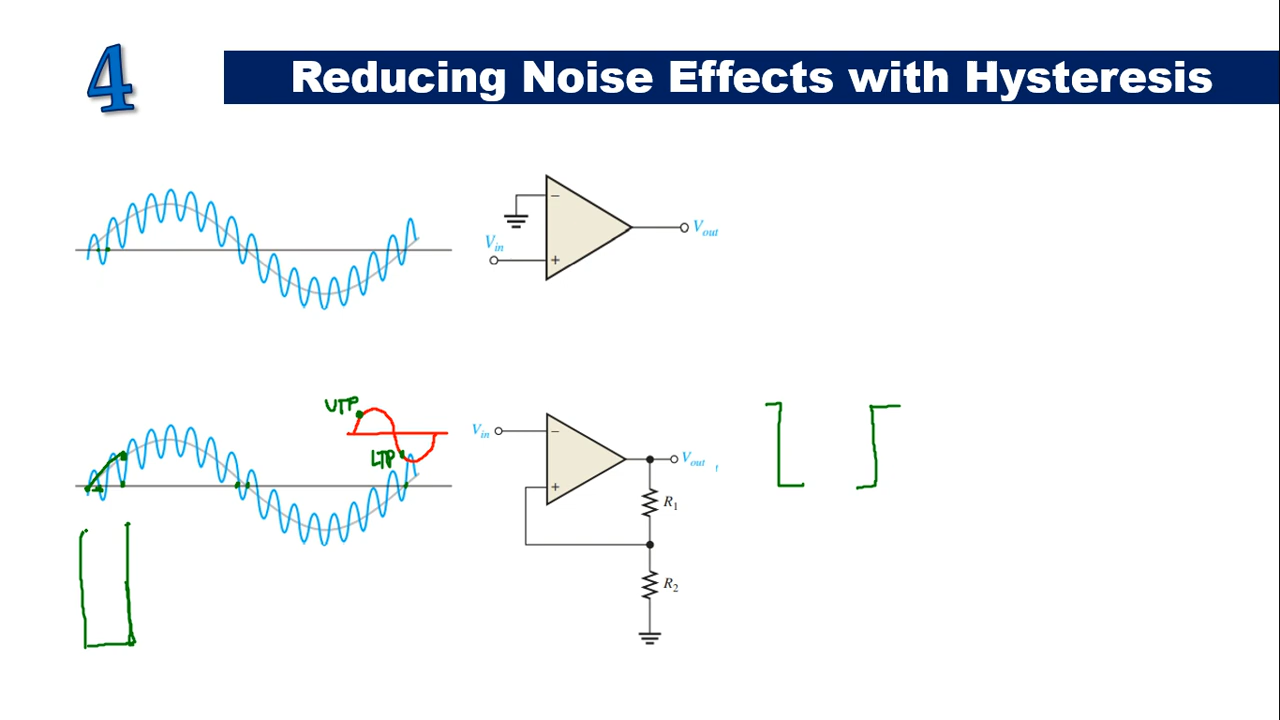 4
Reducing Noise Effects with Hysteresis
−
Vin
+
Vout
UTP
LTP
Vin
−
+
Vout
R1
R2